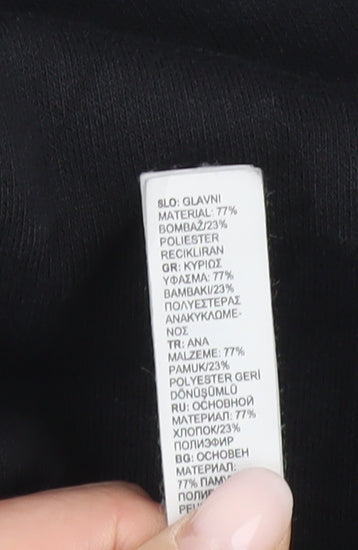 SLO: GLAVNI
MATERIAL: 77%
BOMBAŽ/23%
POLIESTER
RECIKLIRAN
GR: ΚΥΡΙΩΣ
ΥΦΑΣΜΑ: 77%
ΒΑΜΒΑΚΙ/23%
ΠΟΛΥΕΣΤΕΡΑΣ
ΑΝΑΚΥΚΛΩΜΕ-
ΝΟΣ
TR: ANA
MALZEME: 77%
PAMUK/23%
POLYESTER GERİ
DÖNÜŞÜMLÜ
RU: ОСНОВНОЙ
МАТЕРИАЛ: 77%
ХЛОПОК/23%
ПОЛИЭФИР
BG: ОСНОВЕН
МАТЕРИАЛ:
77%